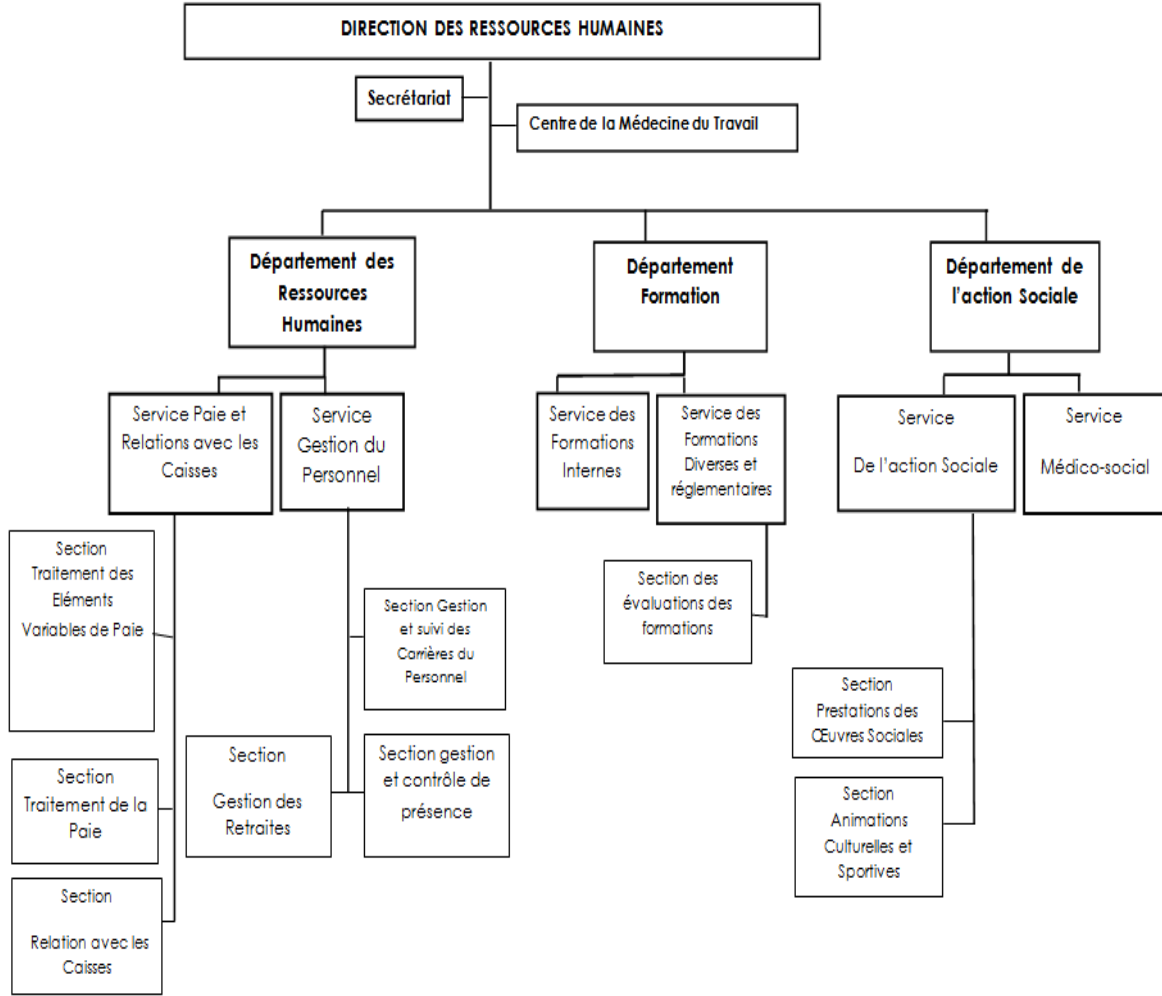 DIRECTION DES RESSOURCES HUMAINES
Secrétariat
Centre de la Médecine du Travail
Département des
Ressources
Humaines
Département
Formation
Département de
l'action Sociale
Service Paie et
Relations avec les
Caisses
Service
Gestion du
Personnel
Service des
Formations
Internes
Service des
Formations
Diverses et
réglementaires
Service
De l'action Sociale
Service
Médico-social
Section
Traitement des
Eléments
Variables de Paie
Section Gestion
et suivi des
Carrières du
Personnel
Section des
évaluations des
formations
Section
Prestations des
Œuvres Sociales
Section
Gestion des
Retraites
Section gestion
et contrôle de
présence
Section
Traitement de la
Paie
Section
Animations
Culturelles et
Sportives
Section
Relation avec les
Caisses